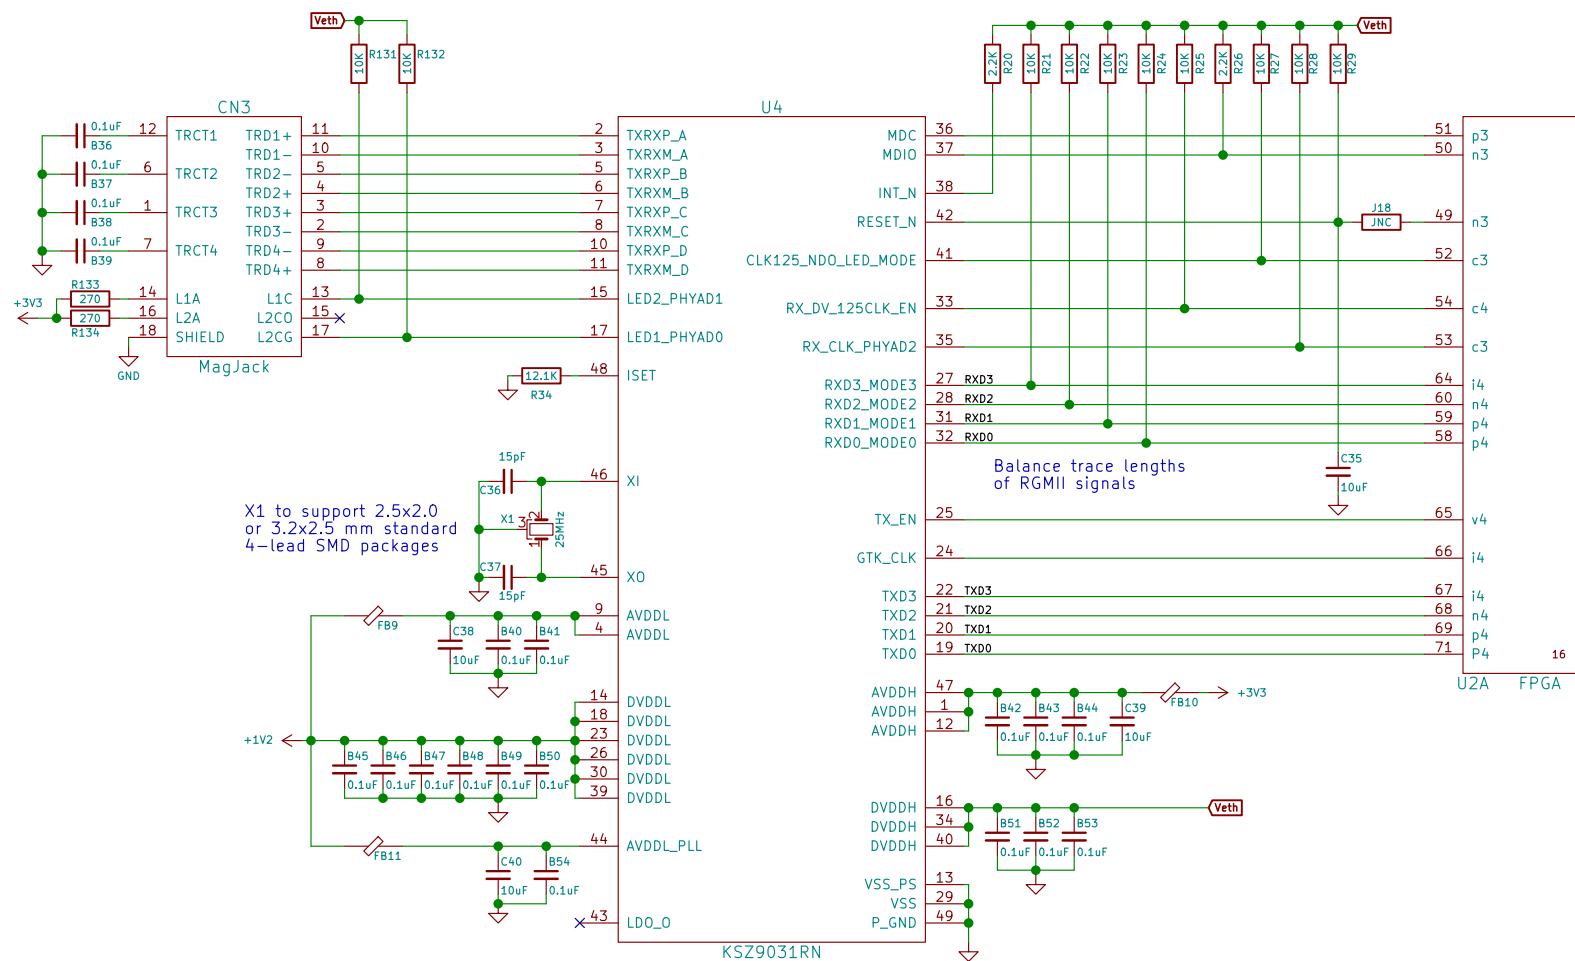 Veth
R131
10K
R132
10K
CN3
0.1uF
B36
0.1uF
B37
0.1uF
B38
0.1uF
B39
12 TRCT1 TRD1+ 11
TRD1- 10
6 TRCT2 TRD2- 5
TRD2+ 4
1 TRCT3 TRD3+ 3
TRD3- 2
7 TRCT4 TRD4- 9
TRD4+ 8
R133
270
+3V3
270
R134
14 L1A L1C 13
16 L2A L2CO 15
18 SHIELD L2CG 17
GND
MagJack
U4
2 TXRXP_A
3 TXRXM_A
5 TXRXP_B
6 TXRXM_B
7 TXRXP_C
8 TXRXM_C
10 TXRXP_D
11 TXRXM_D
15 LED2_PHYAD1
17 LED1_PHYAD0
12.1K
R34
48 ISET
15pF
C36
46 XI
X1
3
2
1
25MHz
C37
15pF
45 XO
X1 to support 2.5x2.0
or 3.2x2.5 mm standard
4-lead SMD packages
FB9
C38
10uF
B40
0.1uF
B41
0.1uF
9 AVDDL
4 AVDDL
14 DVDDL
18 DVDDL
23 DVDDL
26 DVDDL
30 DVDDL
39 DVDDL
+1V2
B45
0.1uF
B46
0.1uF
B47
0.1uF
B48
0.1uF
B49
0.1uF
B50
0.1uF
FB11
C40
10uF
B54
0.1uF
44 AVDDL_PLL
43 LDO_O
KSZ9031RN
2.2K
R20
10K
R21
10K
R22
10K
R23
10K
R24
10K
R25
2.2K
R26
10K
R27
10K
R28
10K
R29
Veth
MDC 36
MDIO 37
INT_N 38
RESET_N 42
CLK125_NDO_LED_MODE 41
RX_DV_125CLK_EN 33
RX_CLK_PHYAD2 35
RXD3_MODE3 27 RXD3
RXD2_MODE2 28 RXD2
RXD1_MODE1 31 RXD1
RXD0_MODE0 32 RXD0
Balance trace lengths
of RGMII signals
J18
JNC
C35
10uF
TX_EN 25
GTK_CLK 24
TXD3 22 TXD3
TXD2 21 TXD2
TXD1 20 TXD1
TXD0 19 TXD0
AVDDH 47
AVDDH 1
AVDDH 12
B42
0.1uF
B43
0.1uF
B44
0.1uF
C39
10uF
FB10
+3V3
DVDDH 16
DVDDH 34
DVDDH 40
Veth
B51
0.1uF
B52
0.1uF
B53
0.1uF
VSS_PS 13
VSS 29
P_GND 49
51 p3
50 n3
49 n3
52 c3
54 c4
53 c3
64 i4
60 n4
59 p4
58 p4
65 v4
66 i4
67 i4
68 n4
69 p4
71 P4
16
U2A FPGA